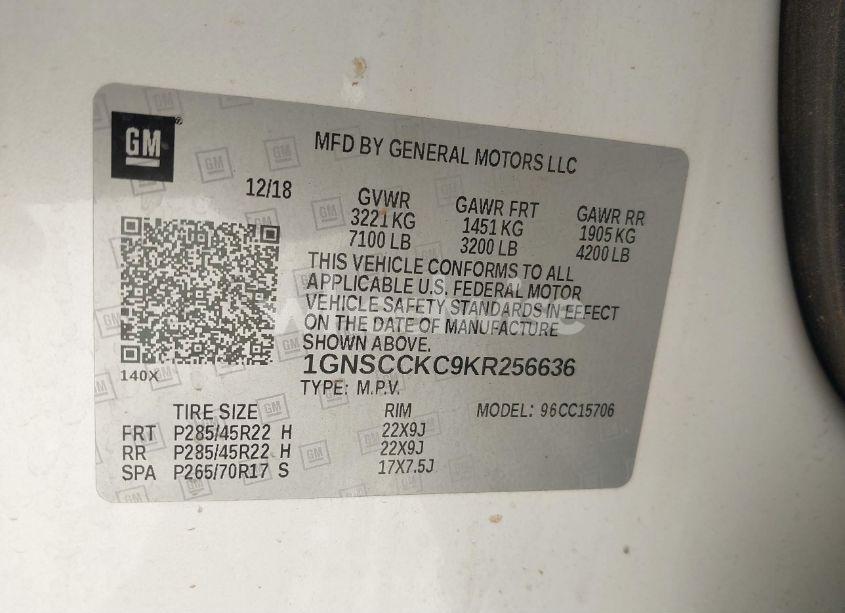 GM
MFD BY GENERAL MOTORS LLC
12/18
GVWR GAWR FRT GAWR RR
3221 KG 1451 KG 1905 KG
7100 LB 3200 LB 4200 LB
THIS VEHICLE CONFORMS TO ALL
APPLICABLE U.S. FEDERAL MOTOR
VEHICLE SAFETY STANDARDS IN EFFECT
ON THE DATE OF MANUFACTURE
SHOWN ABOVE.
1GNSCCKC9KR256636
140X
TYPE: M.P.V.
TIRE SIZE RIM MODEL: 96CC15706
FRT P285/45R22 H 22X9J
RR P285/45R22 H 22X9J
SPA P265/70R17 S 17X7.5J